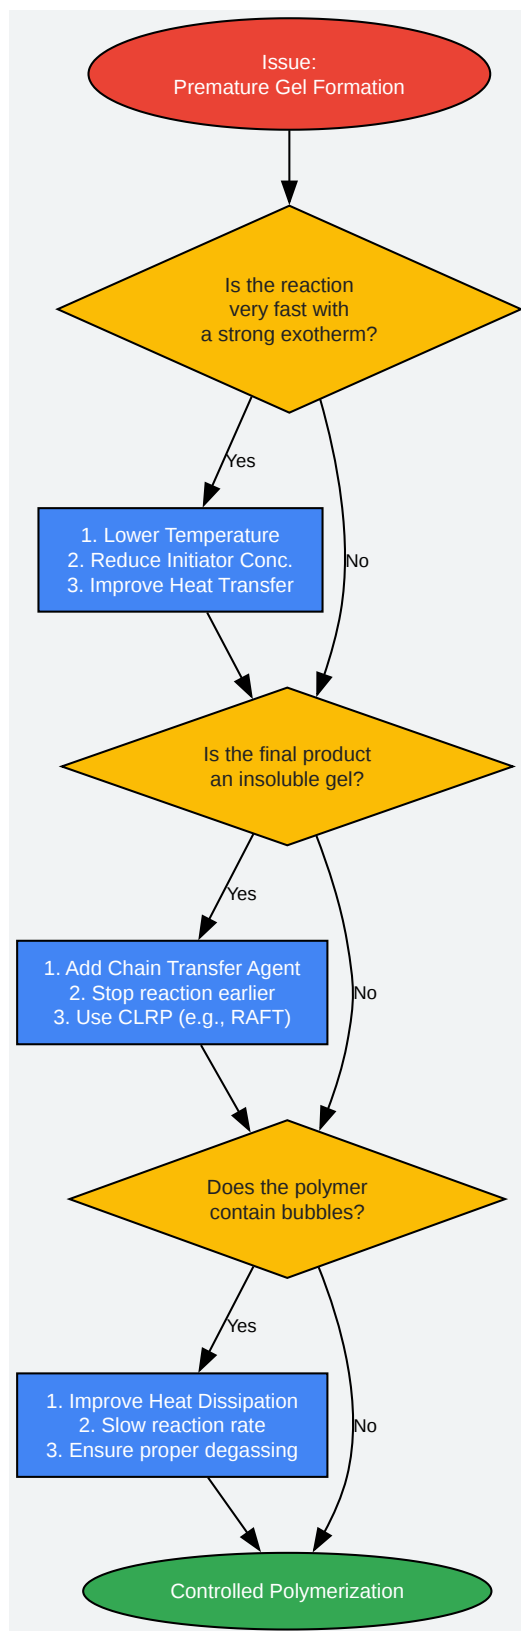 Issue:
Premature Gel Formation
Is the reaction
very fast with
a strong exotherm?
Yes
1. Lower Temperature
2. Reduce Initiator Conc.
3. Improve Heat Transfer
No
Is the final product
an insoluble gel?
Yes
1. Add Chain Transfer Agent
2. Stop reaction earlier
3. Use CLRP (e.g., RAFT)
No
Does the polymer
contain bubbles?
Yes
1. Improve Heat Dissipation
2. Slow reaction rate
3. Ensure proper degassing
No
Controlled Polymerization